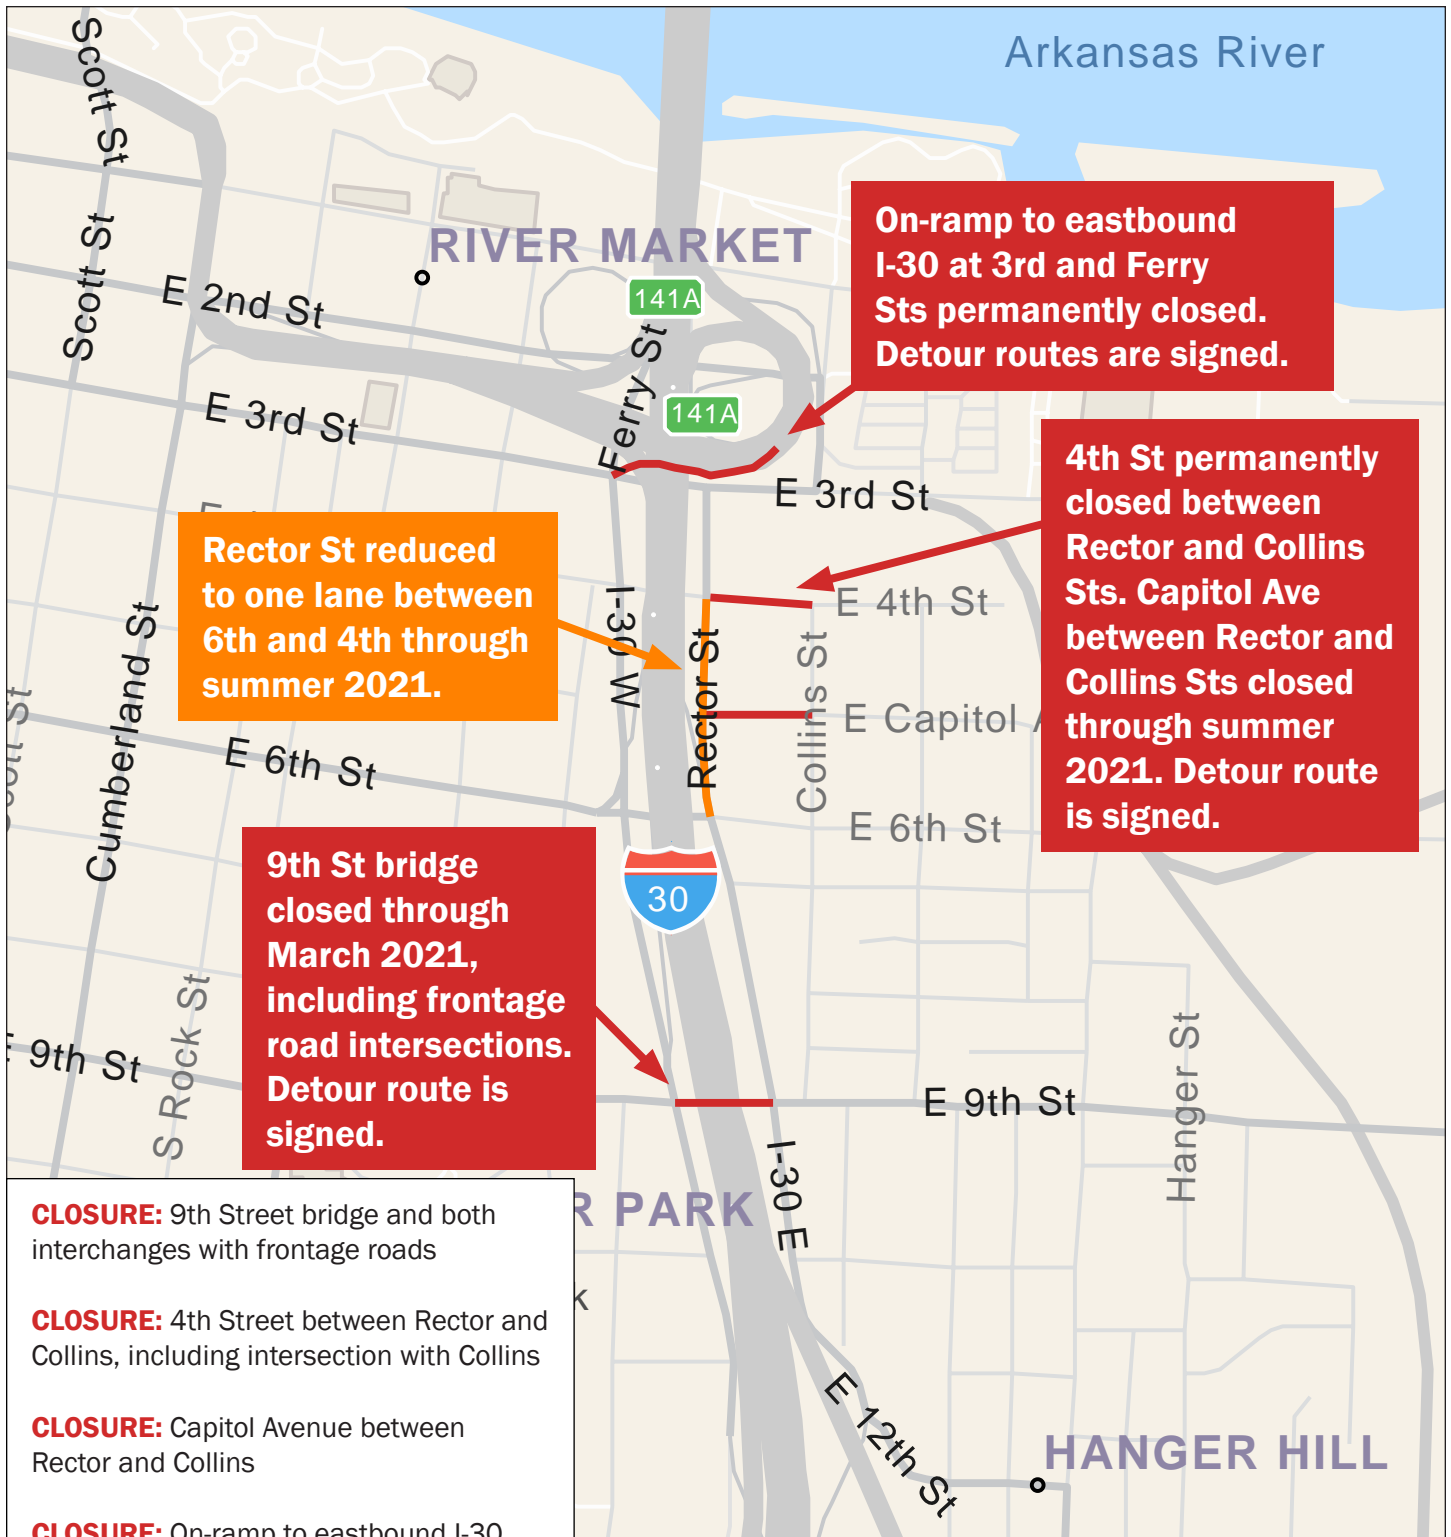 Arkansas River
Scott St
Scott St
RIVER MARKET
141A
E 2nd St
Ferry St
141A
E 3rd St
E 3rd St
On-ramp to eastbound
I-30 at 3rd and Ferry
Sts permanently closed.
Detour routes are signed.
4th St permanently
closed between
Rector and Collins
Sts. Capitol Ave
between Rector and
Collins Sts closed
through summer
2021. Detour route
is signed.
Rector St reduced
to one lane between
6th and 4th through
summer 2021.
I-30 W
Rector St
E 4th St
Collins St
E Capitol
Cumberland St
E 6th St
E 6th St
30
9th St bridge
closed through
March 2021,
including frontage
road intersections.
Detour route is
signed.
S Rock St
9th St
E 9th St
Hanger St
I-30 E
PARK
E 12th St
HANGER HILL
CLOSURE: 9th Street bridge and both
interchanges with frontage roads
CLOSURE: 4th Street between Rector and
Collins, including intersection with Collins
CLOSURE: Capitol Avenue between
Rector and Collins
CLOSURE: On-ramp to eastbound I-30